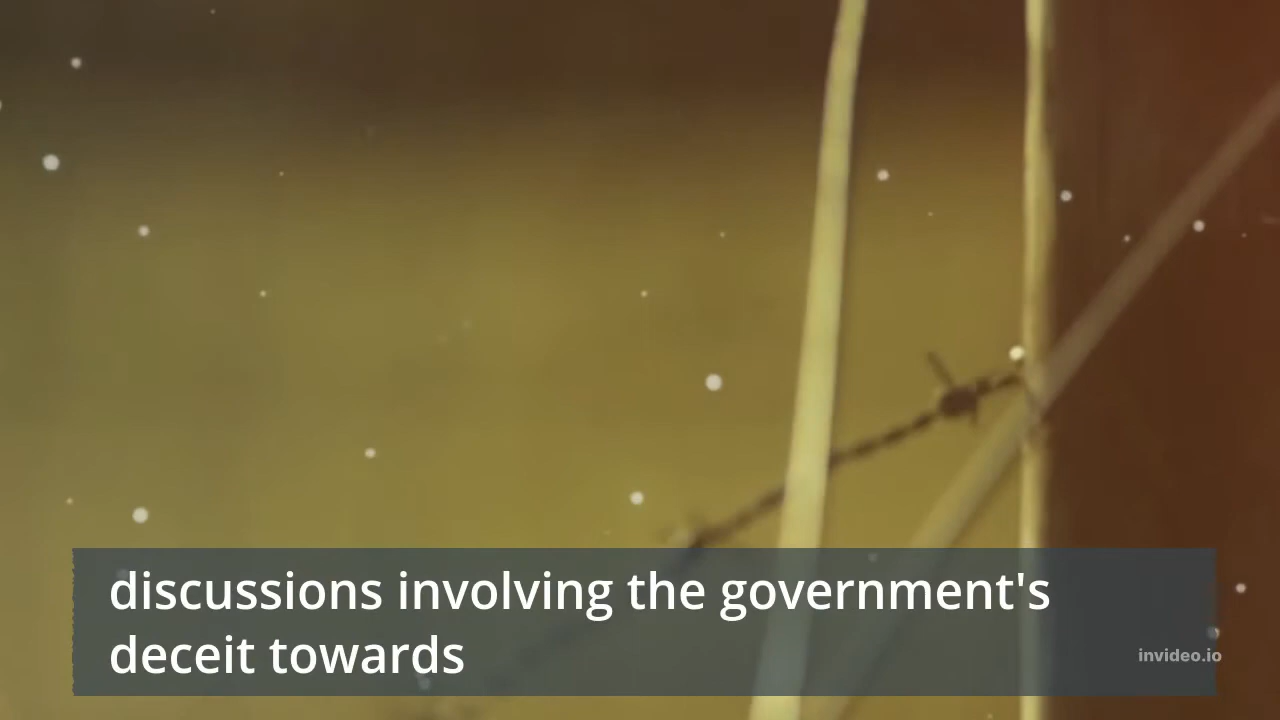 discussions involving the government's
deceit towards
invideo.io